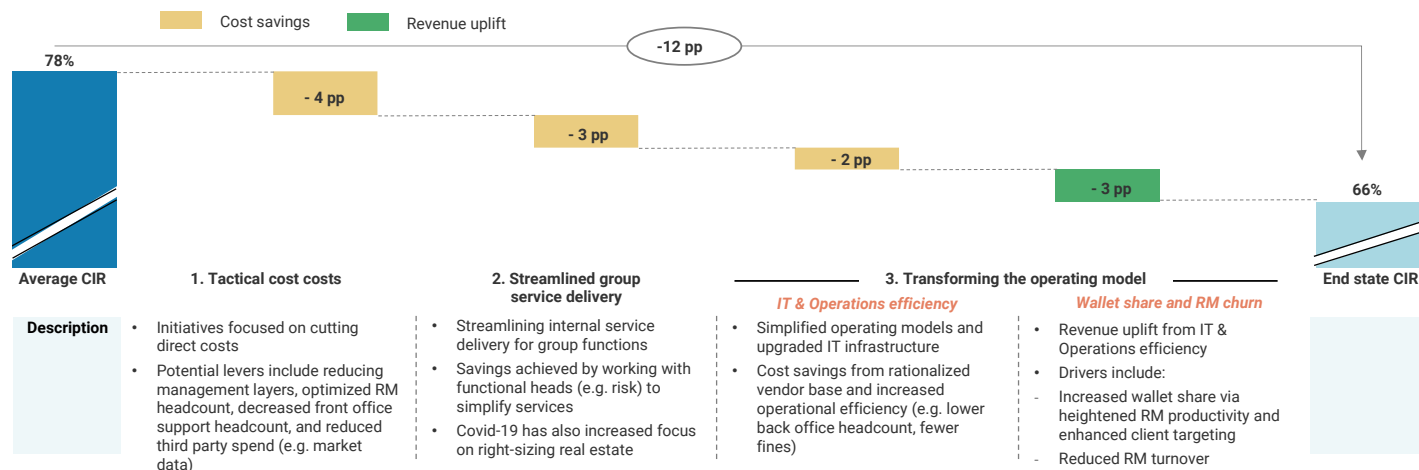 Cost savings
Revenue uplift
-12 pp
78%
- 4 pp
- 3 pp
- 2 pp
- 3 pp
66%
Average CIR
1. Tactical cost costs
2. Streamlined group
service delivery
3. Transforming the operating model
IT & Operations efficiency
Wallet share and RM churn
End state CIR
Description
• Initiatives focused on cutting
direct costs
• Potential levers include reducing
management layers, optimized RM
headcount, decreased front office
support headcount, and reduced
third party spend (e.g. market
data)
• Streamlining internal service
delivery for group functions
• Savings achieved by working with
functional heads (e.g. risk) to
simplify services
• Covid-19 has also increased focus
on right-sizing real estate
• Simplified operating models and
upgraded IT infrastructure
• Cost savings from rationalized
vendor base and increased
operational efficiency (e.g. lower
back office headcount, fewer
fines)
• Revenue uplift from IT &
Operations efficiency
• Drivers include:
- Increased wallet share via
heightened RM productivity and
enhanced client targeting
- Reduced RM turnover